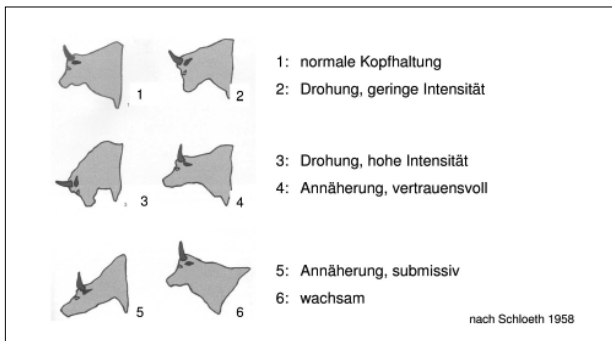 1: normale Kopfhaltung
1
2
2: Drohung, geringe Intensität
3: Drohung, hohe Intensität
3
4
4: Annäherung, vertrauensvoll
5: Annäherung, submissiv
5
6
6: wachsam
nach Schloeth 1958